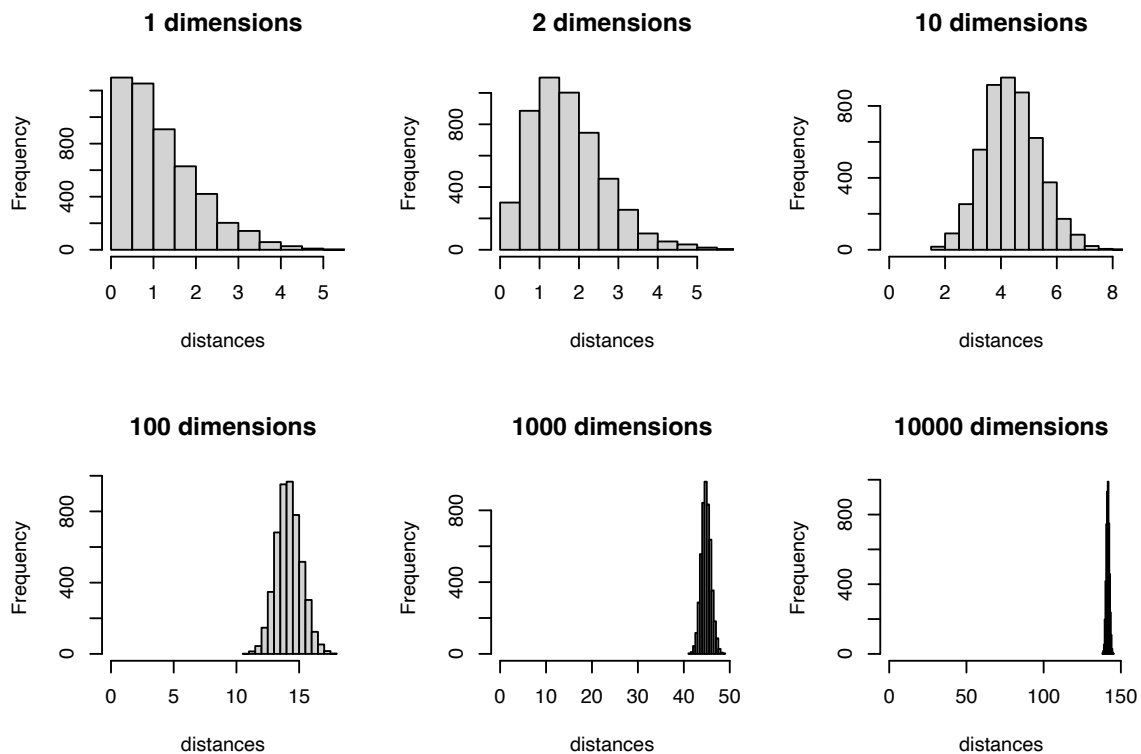 1 dimensions
2 dimensions
10 dimensions
Frequency
0 400 800
0 1 2 3 4 5
distances
Frequency
0 400 800
0 1 2 3 4 5
distances
Frequency
0 400 800
0 2 4 6 8
distances
100 dimensions
1000 dimensions
10000 dimensions
Frequency
0 400 800
0 5 10 15
distances
Frequency
0 400 800
0 10 20 30 40 50
distances
Frequency
0 400 800
0 50 100 150
distances